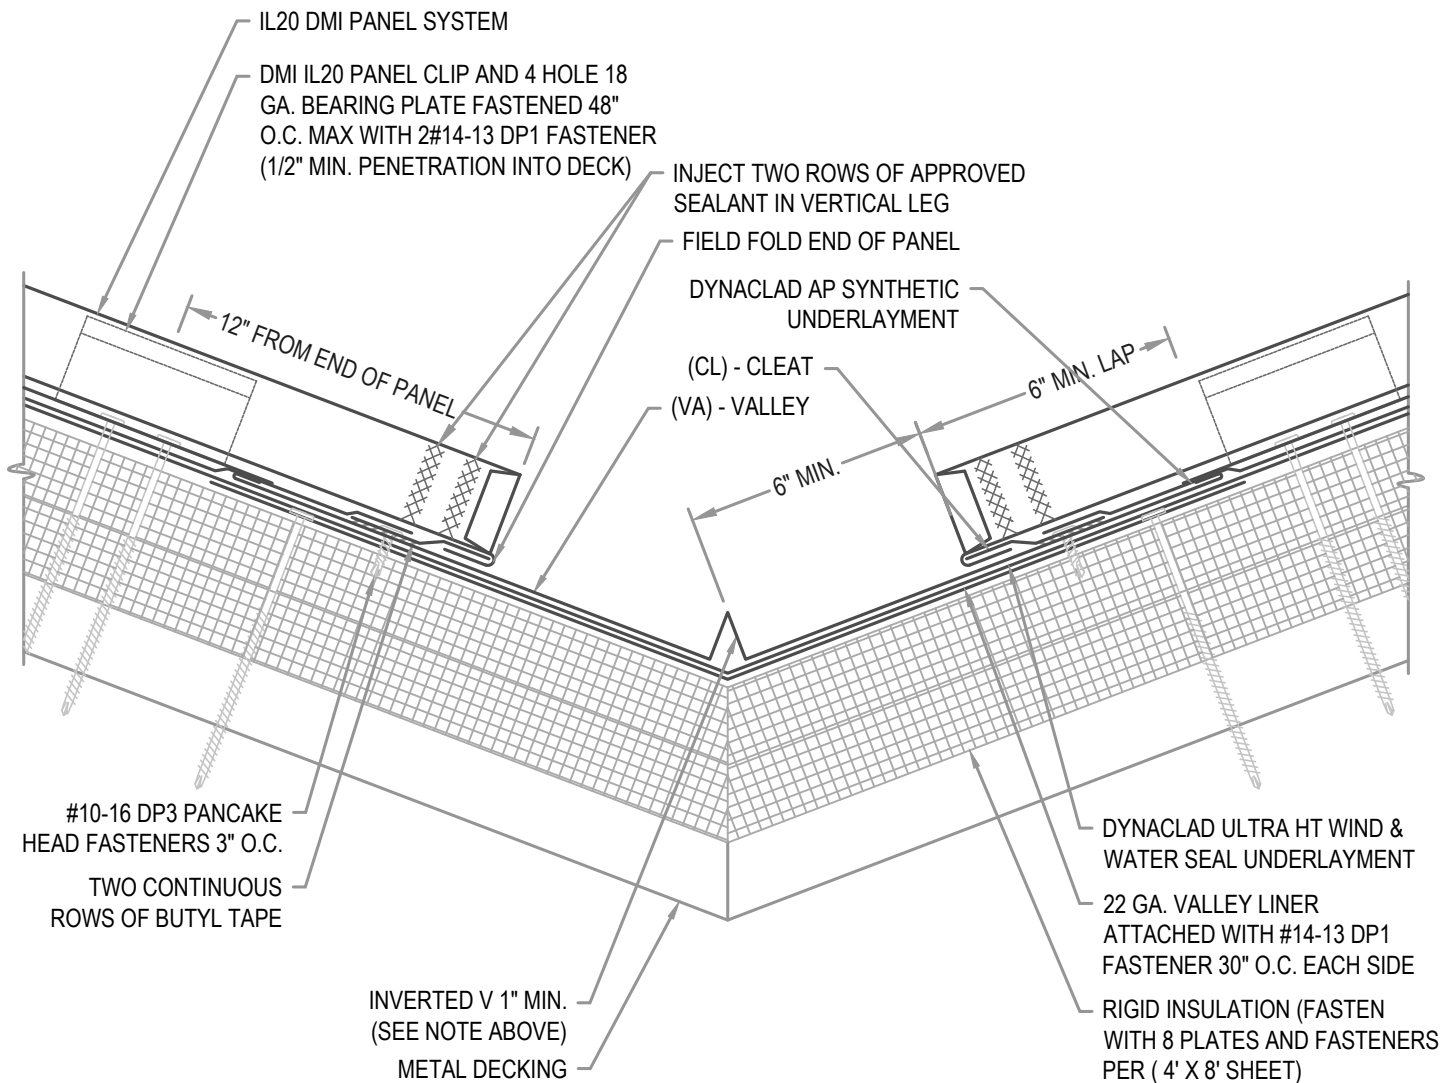 IL20 DMI PANEL SYSTEM
DMI IL20 PANEL CLIP AND 4 HOLE 18
GA. BEARING PLATE FASTENED 48"
O.C. MAX WITH 2#14-13 DP1 FASTENER
(1/2" MIN. PENETRATION INTO DECK)
INJECT TWO ROWS OF APPROVED
SEALANT IN VERTICAL LEG
FIELD FOLD END OF PANEL
DYNACLAD AP SYNTHETIC
UNDERLAYMENT
(CL) - CLEAT
(VA) - VALLEY
12" FROM END OF PANEL
6" MIN. LAP
6" MIN.
#10-16 DP3 PANCAKE
HEAD FASTENERS 3" O.C.
TWO CONTINUOUS
ROWS OF BUTYL TAPE
INVERTED V 1" MIN.
(SEE NOTE ABOVE)
METAL DECKING
DYNACLAD ULTRA HT WIND &
WATER SEAL UNDERLAYMENT
22 GA. VALLEY LINER
ATTACHED WITH #14-13 DP1
FASTENER 30" O.C. EACH SIDE
RIGID INSULATION (FASTEN
WITH 8 PLATES AND FASTENERS
PER ( 4' X 8' SHEET)